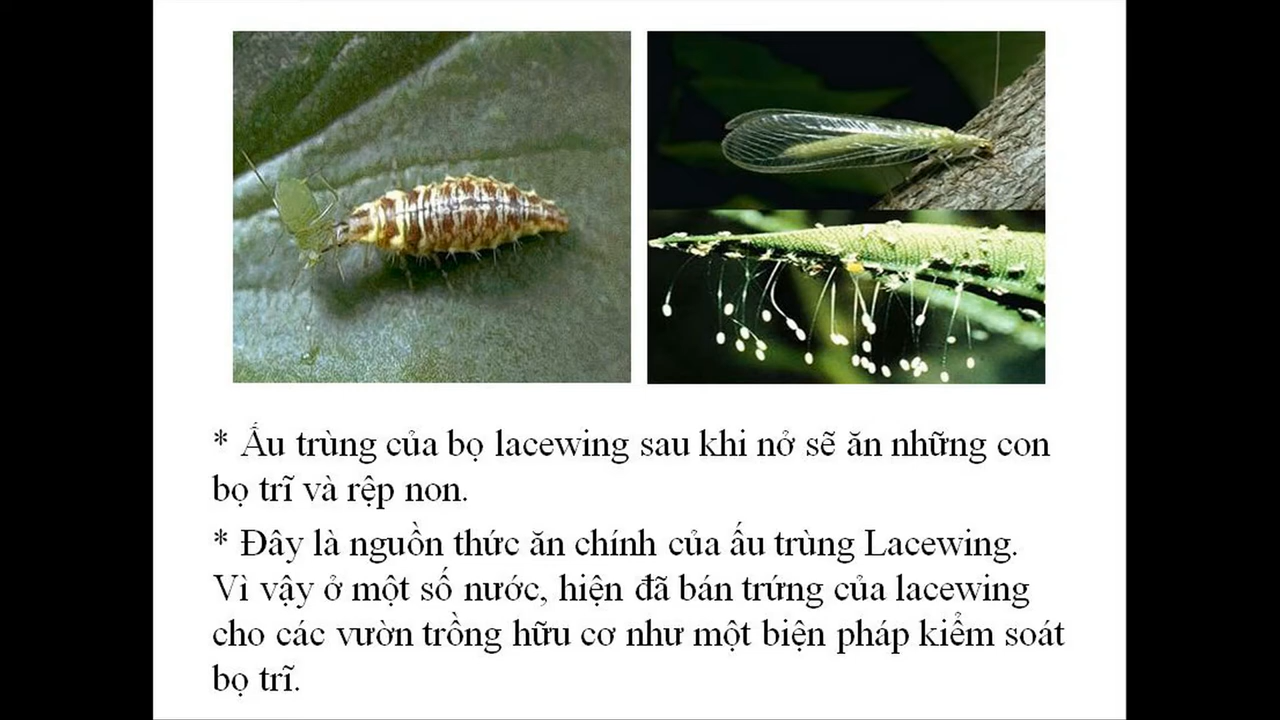 * Ấu trùng của bọ lacewing sau khi nở sẽ ăn những con
bọ trĩ và rệp non.
* Đây là nguồn thức ăn chính của ấu trùng Lacewing.
Vì vậy ở một số nước, hiện đã bán trứng của lacewing
cho các vườn trồng hữu cơ như một biện pháp kiểm soát
bọ trĩ.